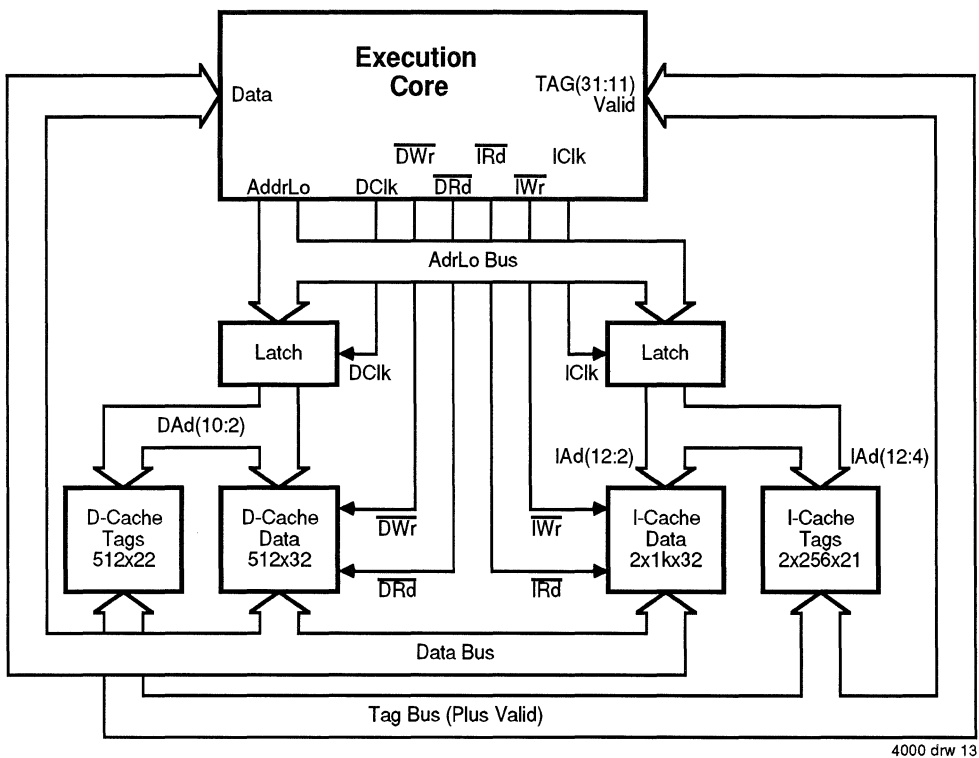 Execution
Core
Data
TAG(31:11)
Valid
DWr
IRd
IClk
AddrLo
DClk
DRd
IWr
AdrLo Bus
Latch
Latch
DClk
IClk
DAd(10:2)
IAd(12:2)
IAd(12:4)
D-Cache
Tags
512x22
D-Cache
Data
512x32
I-Cache
Data
2x1kx32
I-Cache
Tags
2x256x21
DWr
IWr
DRd
IRd
Data Bus
Tag Bus (Plus Valid)
4000 drw 13